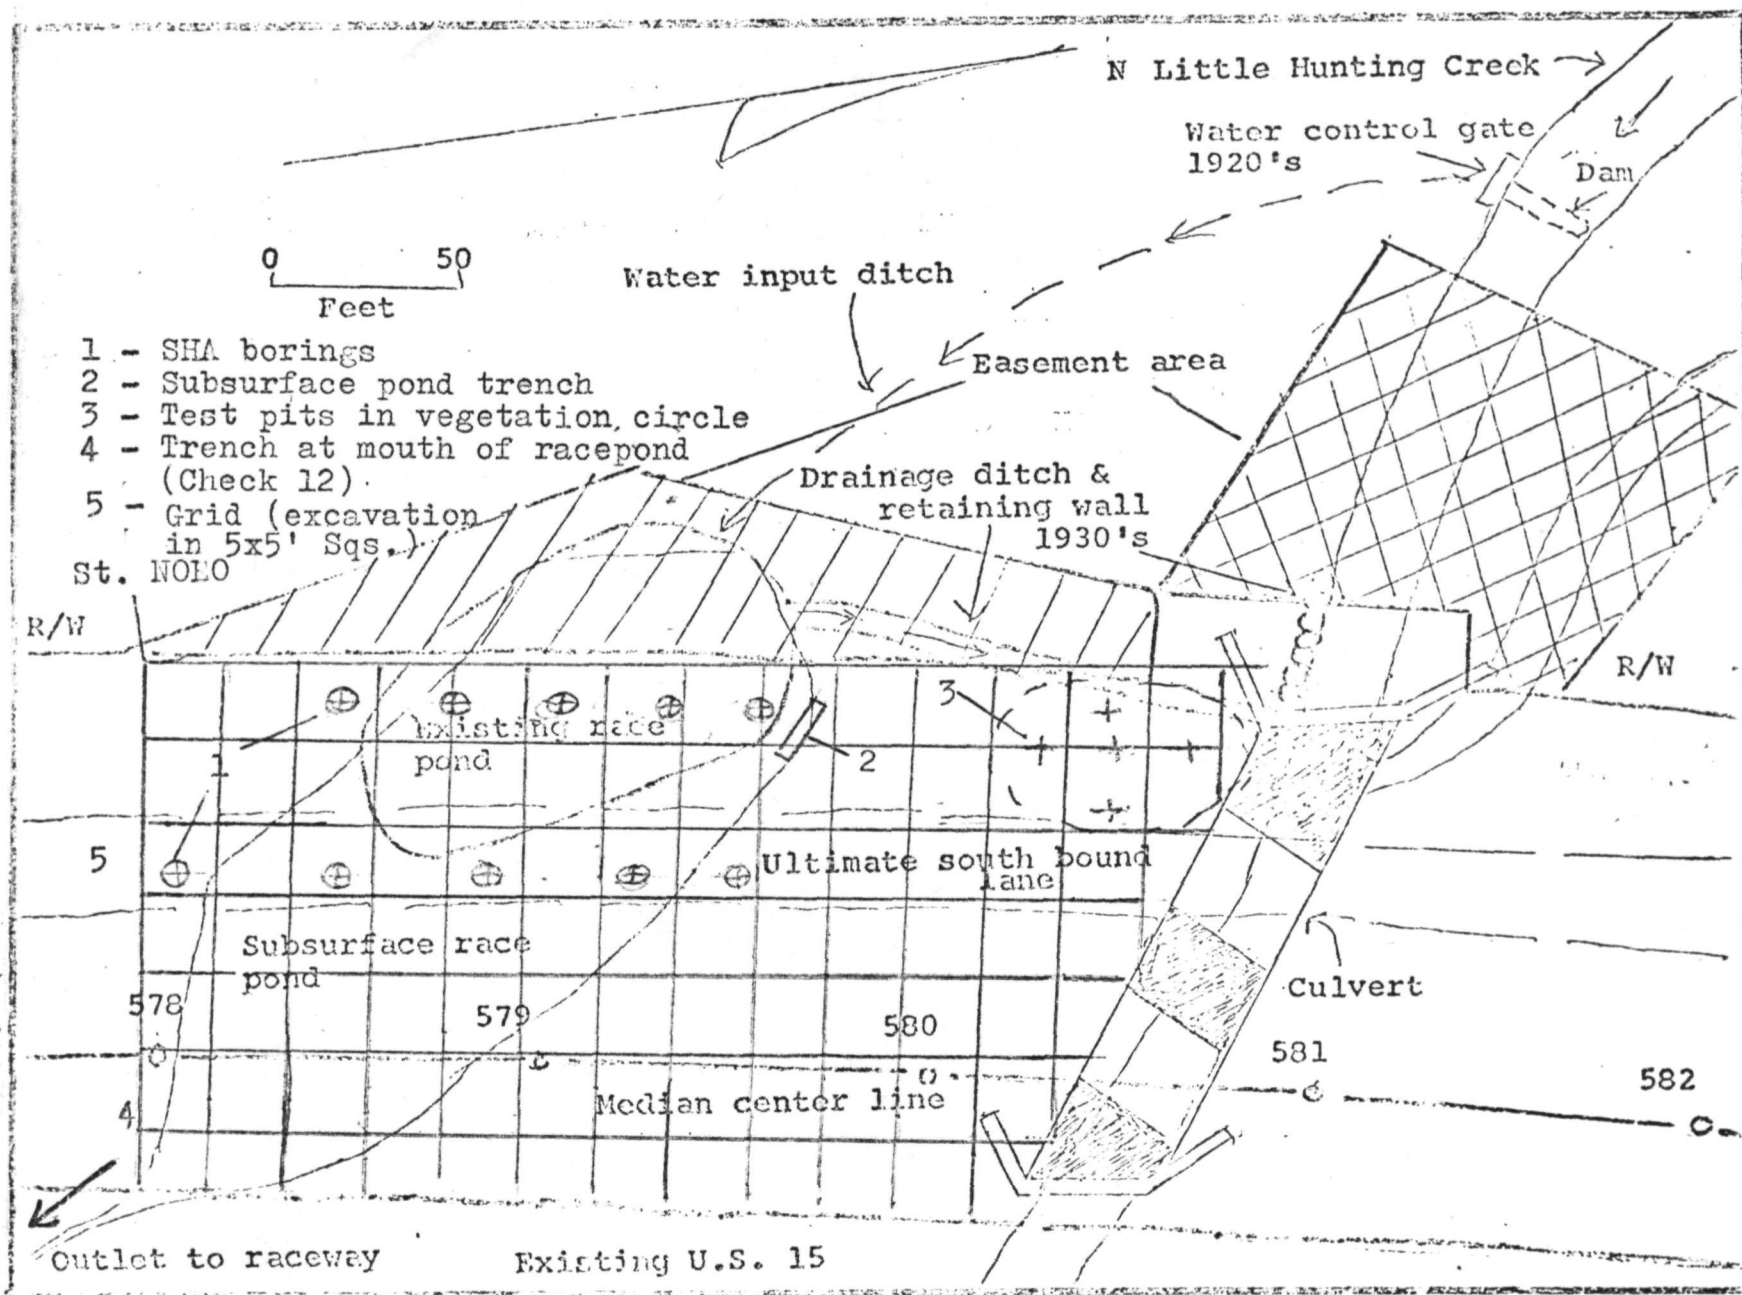 N Little Hunting Creek
Water control gate
1920's
Dam
0 50
Feet
Water input ditch
Easement area
1 - SHA borings
2 - Subsurface pond trench
3 - Test pits in vegetation circle
4 - Trench at mouth of racepond
(Check 12)
5 - Grid (excavation
in 5x5' Sqs.)
Drainage ditch &
retaining wall
1930's
St. NOEO
R/W
R/W
3
Existing race
pond
1
2
5
Ultimate south bound
lane
Subsurface race
pond
Culvert
578
579
580
581
582
4
Median center line
Outlet to raceway
Existing U.S. 15